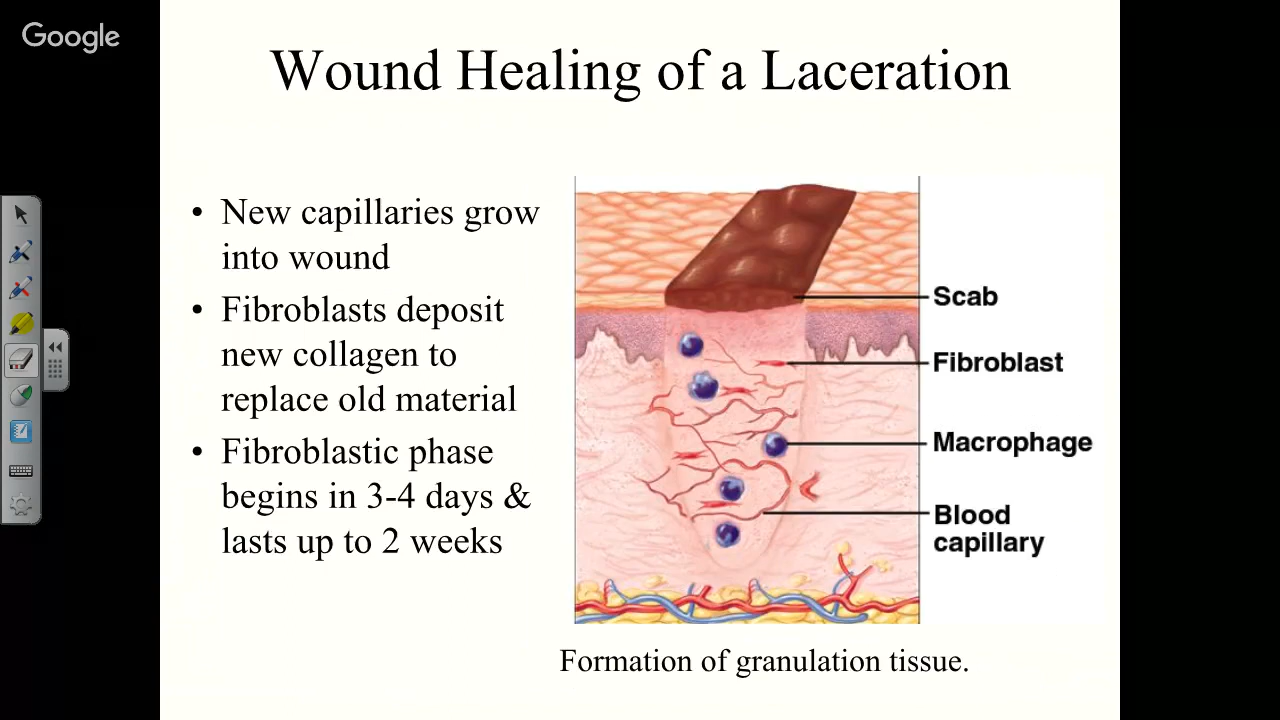 Google
Wound Healing of a Laceration
• New capillaries grow
into wound
• Fibroblasts deposit
new collagen to
replace old material
• Fibroblastic phase
begins in 3-4 days &
lasts up to 2 weeks
Scab
Fibroblast
Macrophage
Blood
capillary
Formation of granulation tissue.